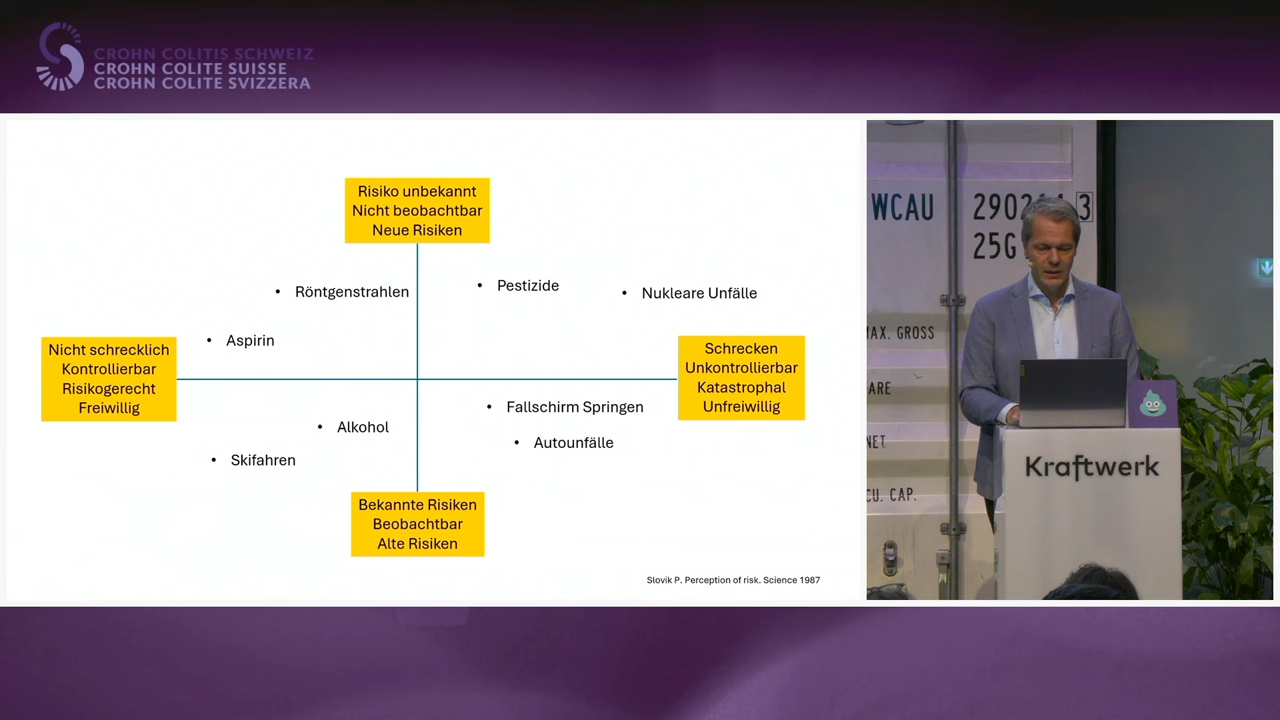 CROHN COLITIS SCHWEIZ
CROHN COLITE SUISSE
CROHN COLITE SVIZZERA
Risiko unbekannt
Nicht beobachtbar
Neue Risiken
• Röntgenstrahlen
• Pestizide
• Nukleare Unfälle
• Aspirin
Nicht schrecklich
Kontrollierbar
Risikogerecht
Freiwillig
Schrecken
Unkontrollierbar
Katastrophal
Unfreiwillig
• Fallschirm Springen
• Alkohol
• Autounfälle
• Skifahren
Bekannte Risiken
Beobachtbar
Alte Risiken
Slovik P. Perception of risk. Science 1987
WCAU
3
25G
GROSS
CAP.
Kraftwerk